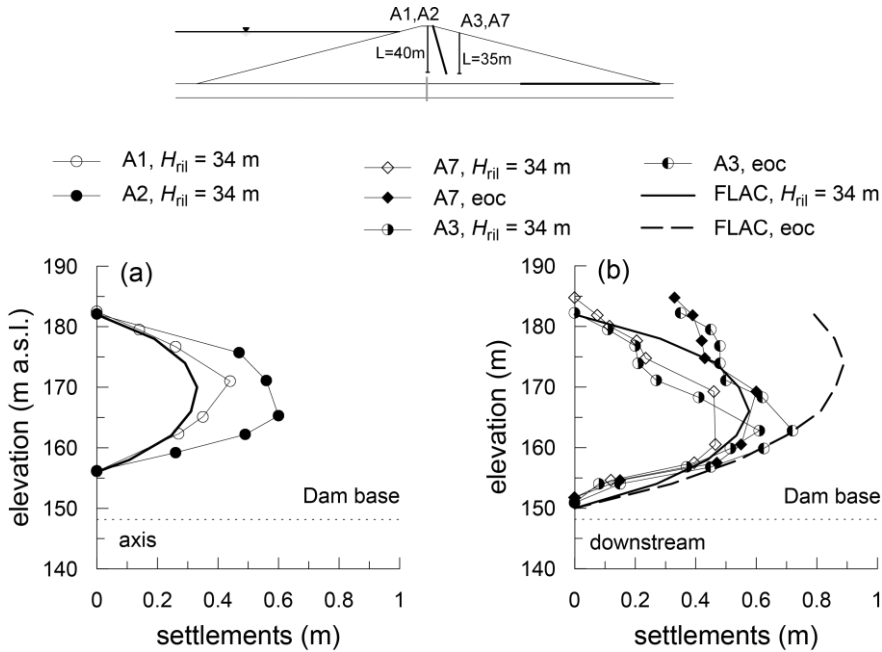 A1,A2
A3,A7
L=40m
L=35m
A1, Hril = 34 m
A2, Hril = 34 m
A7, Hril = 34 m
A7, eoc
A3, Hril = 34 m
A3, eoc
FLAC, Hril = 34 m
FLAC, eoc
(a)
elevation (m a.s.l.)
190
180
170
160
150
140
Dam base
axis
0
0.2
0.4
0.6
0.8
1
settlements (m)
(b)
elevation (m)
190
180
170
160
150
140
Dam base
downstream
0
0.2
0.4
0.6
0.8
1
settlements (m)